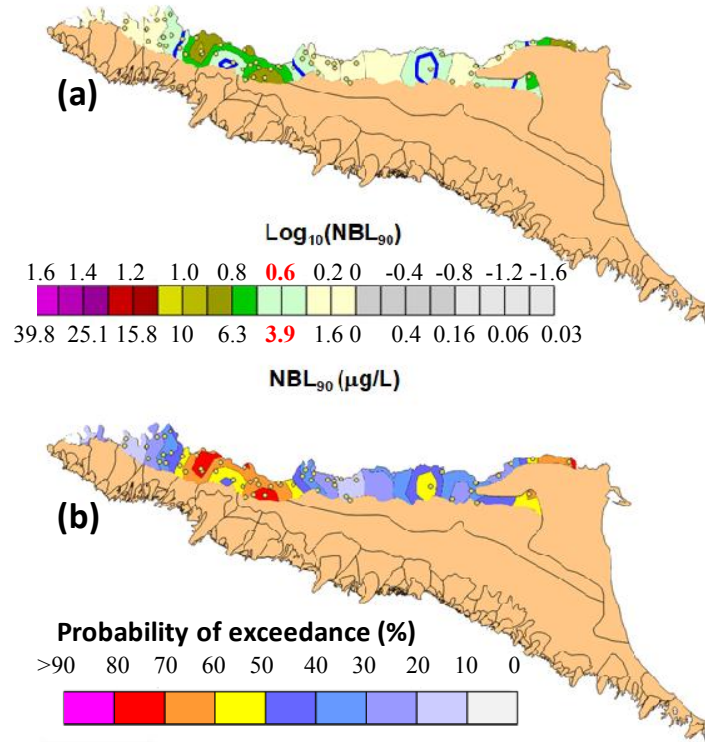 (a)
Log10(NBL90)
1.6 1.4 1.2 1.0 0.8 0.6 0.2 0 -0.4 -0.8 -1.2 -1.6
39.8 25.1 15.8 10 6.3 3.9 1.6 0 0.4 0.16 0.06 0.03
NBL90 (µg/L)
(b)
Probability of exceedance (%)
>90 80 70 60 50 40 30 20 10 0